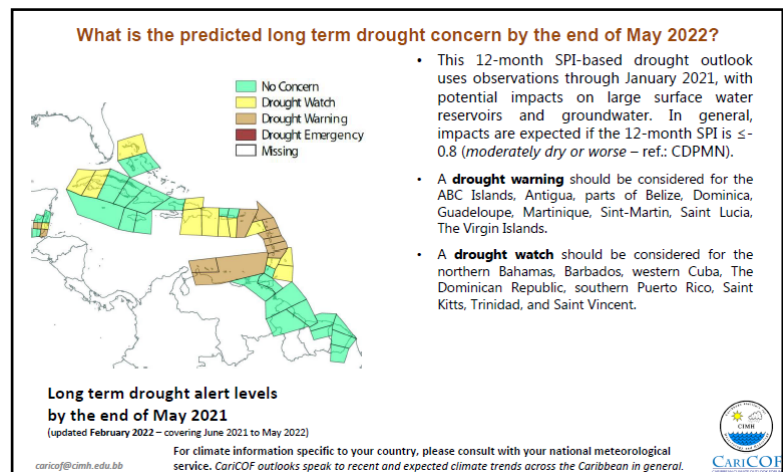 What is the predicted long term drought concern by the end of May 2022?
No Concern
Drought Watch
Drought Warning
Drought Emergency
Missing
• This 12-month SPI-based drought outlook
uses observations through January 2021, with
potential impacts on large surface water
reservoirs and groundwater. In general,
impacts are expected if the 12-month SPI is ≤-
0.8 (moderately dry or worse – ref.: CDPMN).
• A drought warning should be considered for the
ABC Islands, Antigua, parts of Belize, Dominica,
Guadeloupe, Martinique, Sint-Martin, Saint Lucia,
The Virgin Islands.
• A drought watch should be considered for the
northern Bahamas, Barbados, western Cuba, The
Dominican Republic, southern Puerto Rico, Saint
Kitts, Trinidad, and Saint Vincent.
Long term drought alert levels
by the end of May 2021
(updated February 2022 – covering June 2021 to May 2022)
For climate information specific to your country, please consult with your national meteorological
service. CariCOF outlooks speak to recent and expected climate trends across the Caribbean in general.
caricof@cimh.edu.bb
CIMH
CARICOF